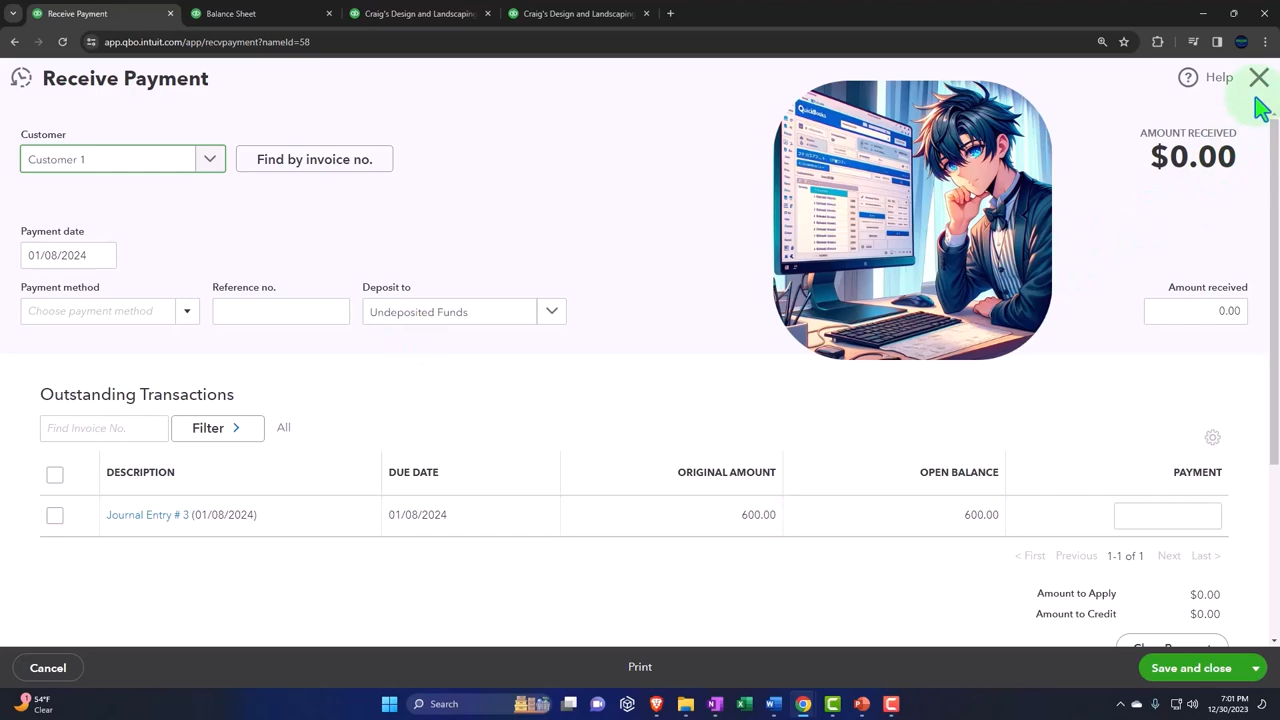 Receive Payment
Balance Sheet
Craig's Design and Landscaping
Craig's Design and Landscaping
app.qbo.intuit.com/app/recvpayment?nameId=58
Receive Payment
Help
Customer
AMOUNT RECEIVED
$0.00
Customer 1
Find by invoice no.
QuickBooks
Payment date
01/08/2024
Payment method
Reference no.
Deposit to
Amount received
Choose payment method
Undeposited Funds
0.00
Outstanding Transactions
Find Invoice No.
Filter >
All
DESCRIPTION DUE DATE ORIGINAL AMOUNT OPEN BALANCE PAYMENT
Journal Entry # 3 (01/08/2024) 01/08/2024 600.00 600.00
< First Previous 1-1 of 1 Next Last >
Amount to Apply $0.00
Amount to Credit $0.00
Cancel
Print
Save and close
54°F
Clear
Search
7:01 PM
12/30/2023